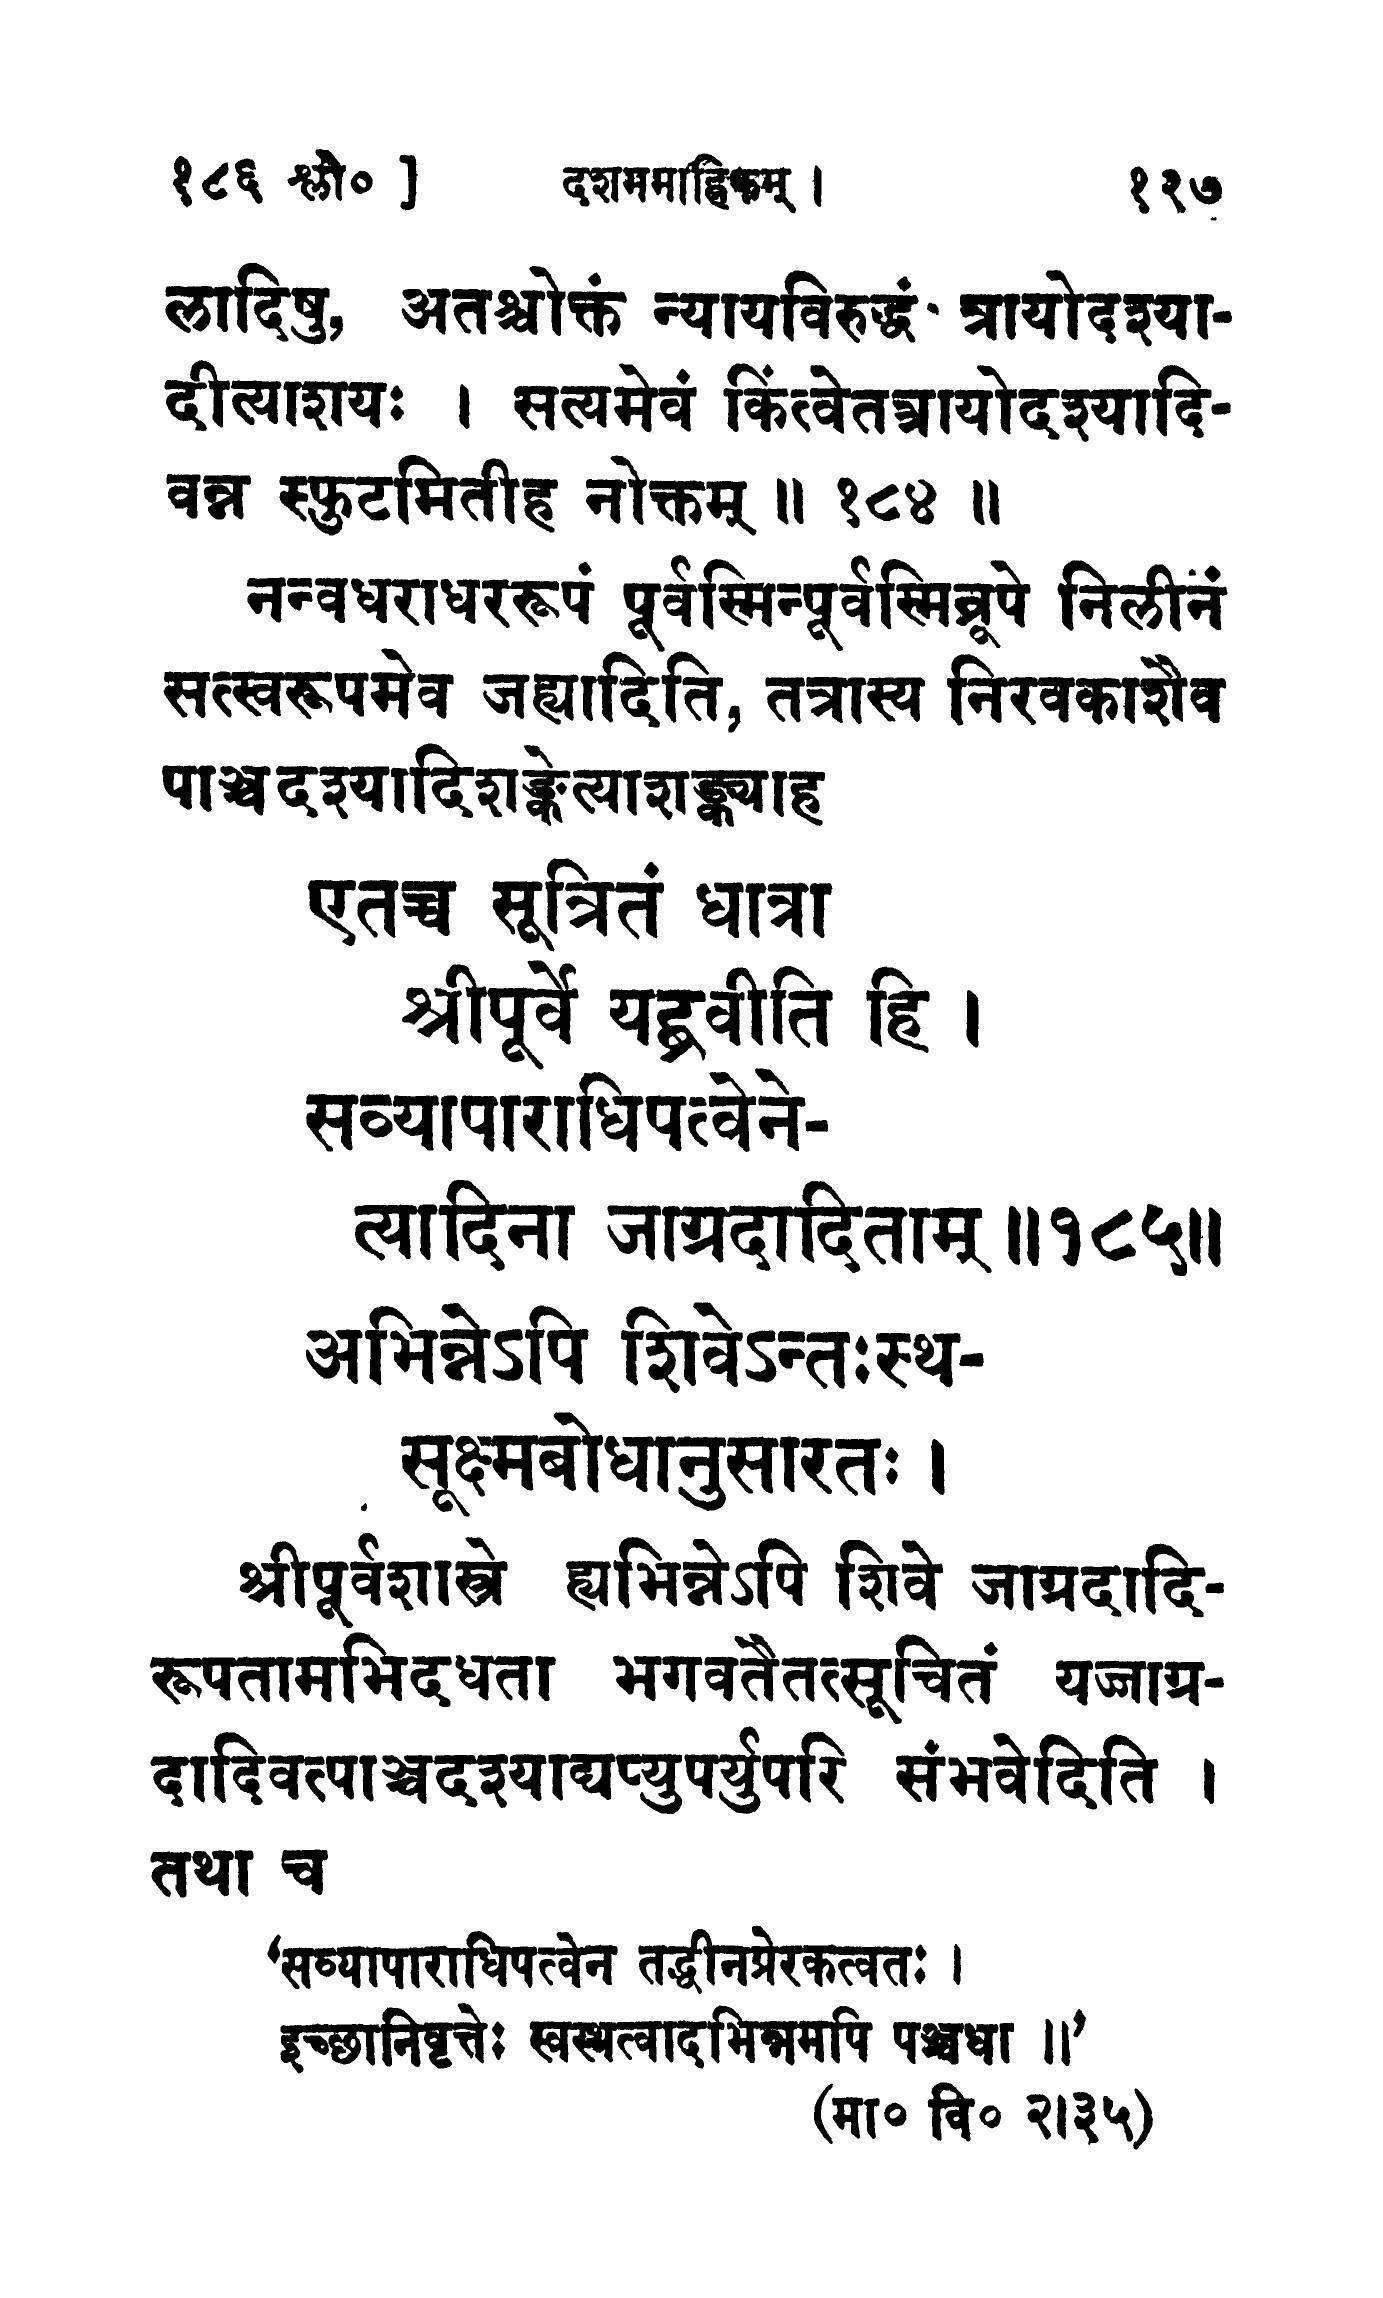 १८६ श्लो० ] दशममाह्निकम् । १२७
लादिषु, अतश्चोक्तं न्यायविरुद्धं त्रायोदश्या-
दीत्याशयः । सत्यमेवं किंत्वेतत्त्रायोदश्यादि-
वन्न स्फुटमितीह नोक्तम् ॥ १८४ ॥
नन्वधराधररूपं पूर्वस्मिन्पूर्वस्मिन्रूपे निलीनं
सत्स्वरूपमेव जह्यादिति, तत्रास्य निरवकाशैव
पाञ्चदश्यादिशङ्केत्याशङ्क्याह
एतच्च सूत्रितं धात्रा
श्रीपूर्वे यद्ब्रवीति हि ।
सव्यापाराधिपत्वेने-
त्यादिना जाग्रदादिताम् ॥१८५॥
अभिन्नेऽपि शिवेऽन्तःस्थ-
सूक्ष्मबोधानुसारतः ।
श्रीपूर्वशास्त्रे ह्यभिन्नेऽपि शिवे जाग्रदादि-
रूपतामभिदधता भगवतैतत्सूचितं यज्जाग्र-
दादिवत्पाञ्चदश्याद्यप्युपर्युपरि संभवेदिति ।
तथा च
‘सव्यापाराधिपत्वेन तद्धीनप्रेरकत्वतः ।
इच्छानिवृत्तेः स्वस्थत्वादभिन्नमपि पञ्चधा ॥’
(मा० वि० २।३५)